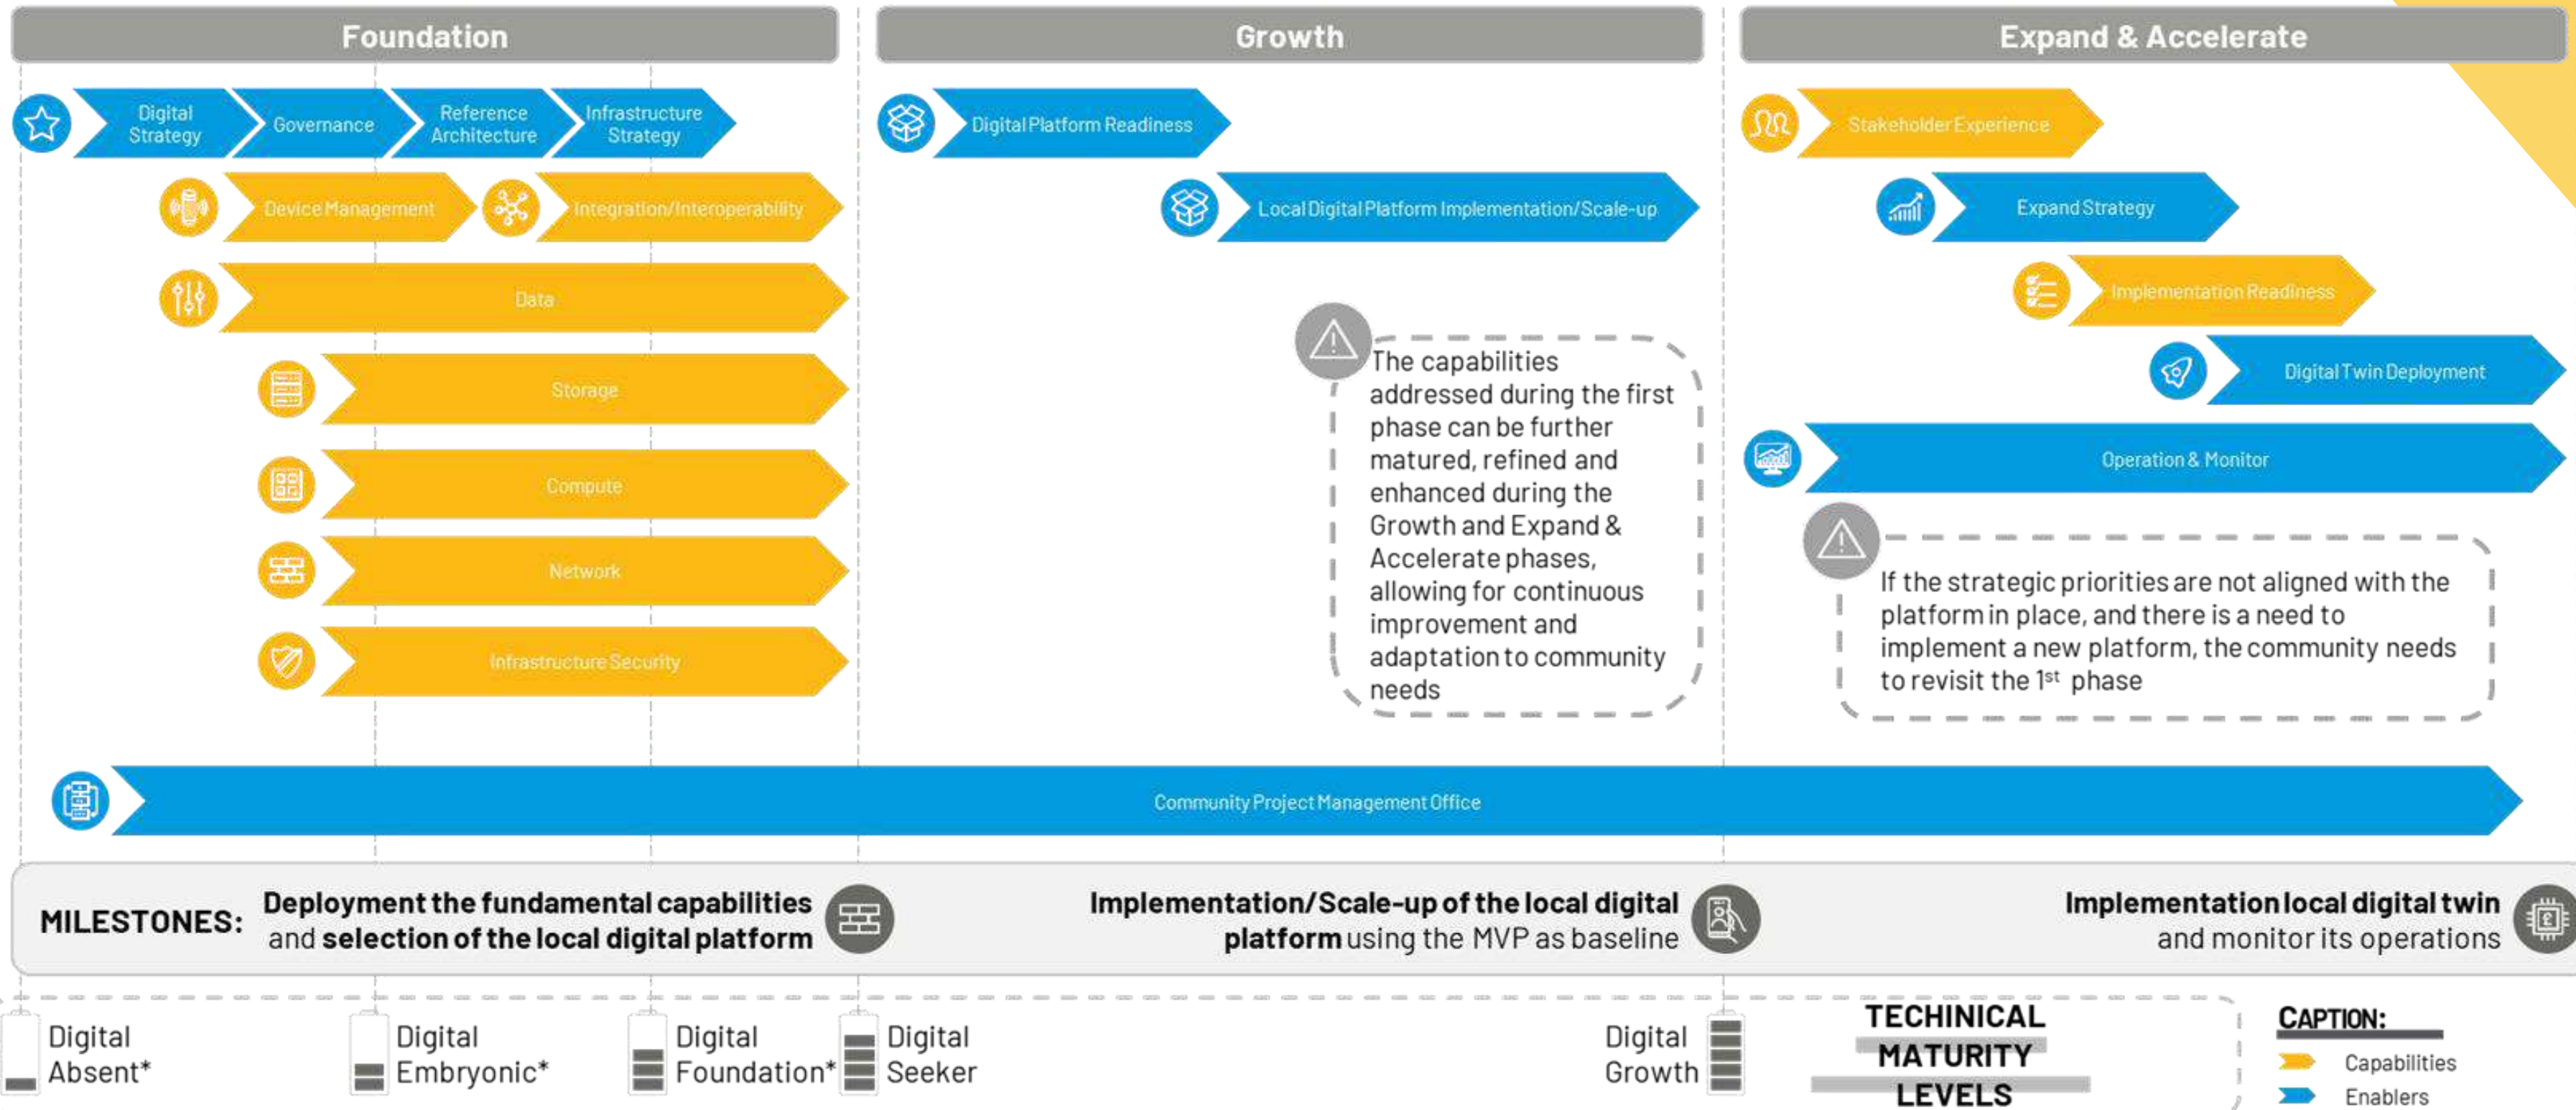 Foundation
Growth
Expand & Accelerate
Digital
Strategy
Governance
Reference
Architecture
Infrastructure
Strategy
Digital Platform Readiness
Stakeholder Experience
Device Management
Integration/Interoperability
Local Digital Platform Implementation/Scale-up
Expand Strategy
Data
Implementation Readiness
Storage
Digital Twin Deployment
Compute
Operation & Monitor
Network
Infrastructure Security
The capabilities
addressed during the first
phase can be further
matured, refined and
enhanced during the
Growth and Expand &
Accelerate phases,
allowing for continuous
improvement and
adaptation to community
needs
If the strategic priorities are not aligned with the
platform in place, and there is a need to
implement a new platform, the community needs
to revisit the 1st phase
Community Project Management Office
MILESTONES:
Deployment the fundamental capabilities
and selection of the local digital platform
Implementation/Scale-up of the local digital
platform using the MVP as baseline
Implementation local digital twin
and monitor its operations
Digital
Absent*
Digital
Embryonic*
Digital
Foundation*
Digital
Seeker
Digital
Growth
TECHINICAL
MATURITY
LEVELS
CAPTION:
Capabilities
Enablers